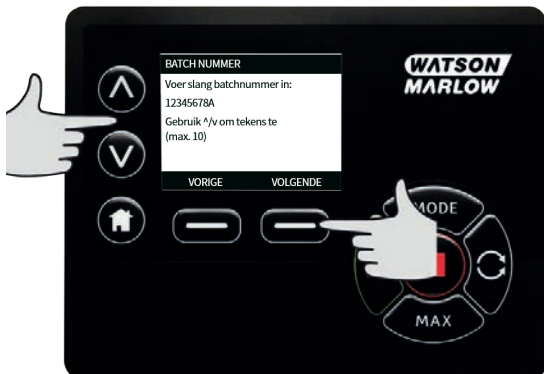 BATCH NUMMER
Voer slang batchnummer in:
12345678A
Gebruik ^/v om tekens te
(max. 10)
VORIGE VOLGENDE
WATSON
MARLOW
MODE
MAX